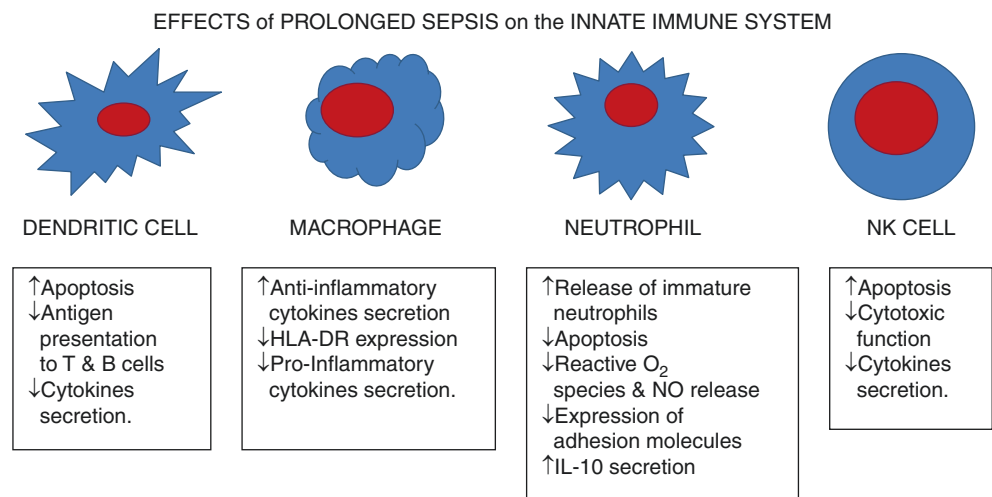 EFFECTS of PROLONGED SEPSIS on the INNATE IMMUNE SYSTEM
DENDRITIC CELL
↑Apoptosis
↓Antigen
presentation
to T & B cells
↓Cytokines
secretion.
MACROPHAGE
↑Anti-inflammatory
cytokines secretion
↓HLA-DR expression
↓Pro-Inflammatory
cytokines secretion.
NEUTROPHIL
↑Release of immature
neutrophils
↓Apoptosis
↓Reactive O₂
species & NO release
↓Expression of
adhesion molecules
↑IL-10 secretion
NK CELL
↑Apoptosis
↓Cytotoxic
function
↓Cytokines
secretion.